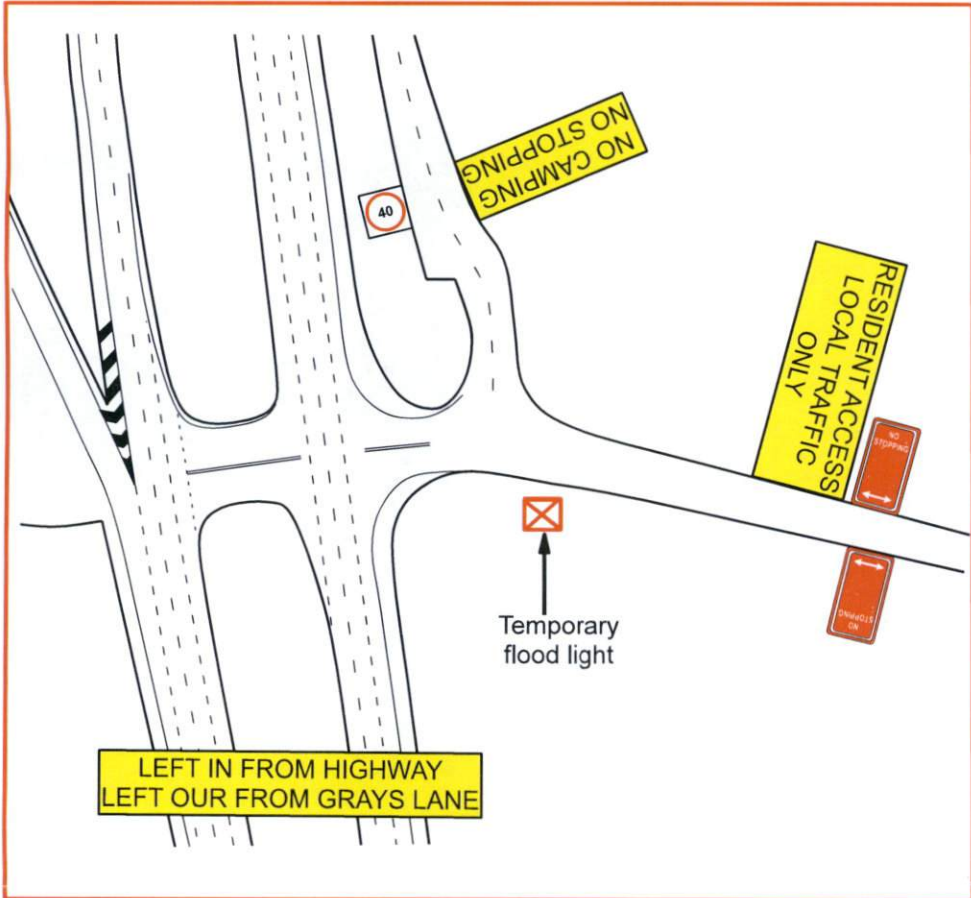 NO CAMPING
NO STOPPING
40
RESIDENT ACCESS
LOCAL TRAFFIC
ONLY
NO
STOPPING
NO
STOPPING
Temporary
flood light
LEFT IN FROM HIGHWAY
LEFT OUR FROM GRAYS LANE